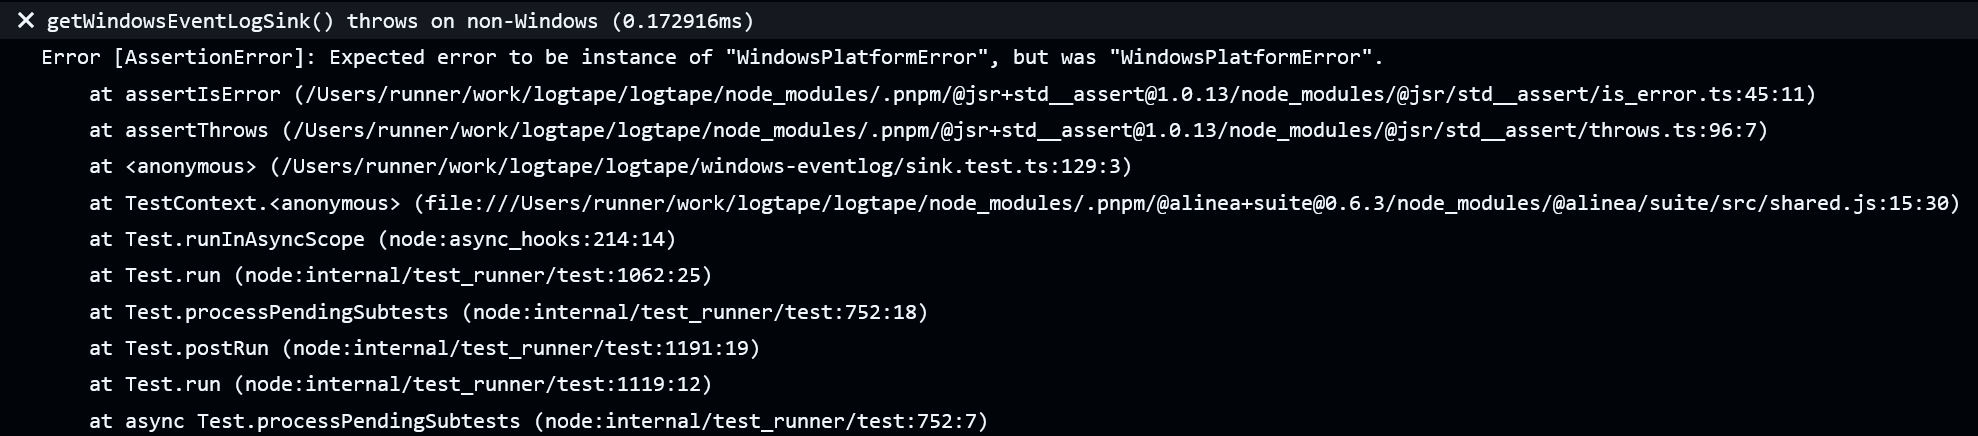 ✕ getWindowsEventLogSink() throws on non-Windows (0.172916ms)
Error [AssertionError]: Expected error to be instance of "WindowsPlatformError", but was "WindowsPlatformError".
at assertIsError (/Users/runner/work/logtape/logtape/node_modules/.pnpm/@jsr+std__assert@1.0.13/node_modules/@jsr/std__assert/is_error.ts:45:11)
at assertThrows (/Users/runner/work/logtape/logtape/node_modules/.pnpm/@jsr+std__assert@1.0.13/node_modules/@jsr/std__assert/throws.ts:96:7)
at <anonymous> (/Users/runner/work/logtape/logtape/windows-eventlog/sink.test.ts:129:3)
at TestContext.<anonymous> (file:///Users/runner/work/logtape/logtape/node_modules/.pnpm/@alinea+suite@0.6.3/node_modules/@alinea/suite/src/shared.js:15:30)
at Test.runInAsyncScope (node:async_hooks:214:14)
at Test.run (node:internal/test_runner/test:1062:25)
at Test.processPendingSubtests (node:internal/test_runner/test:752:18)
at Test.postRun (node:internal/test_runner/test:1191:19)
at Test.run (node:internal/test_runner/test:1119:12)
at async Test.processPendingSubtests (node:internal/test_runner/test:752:7)